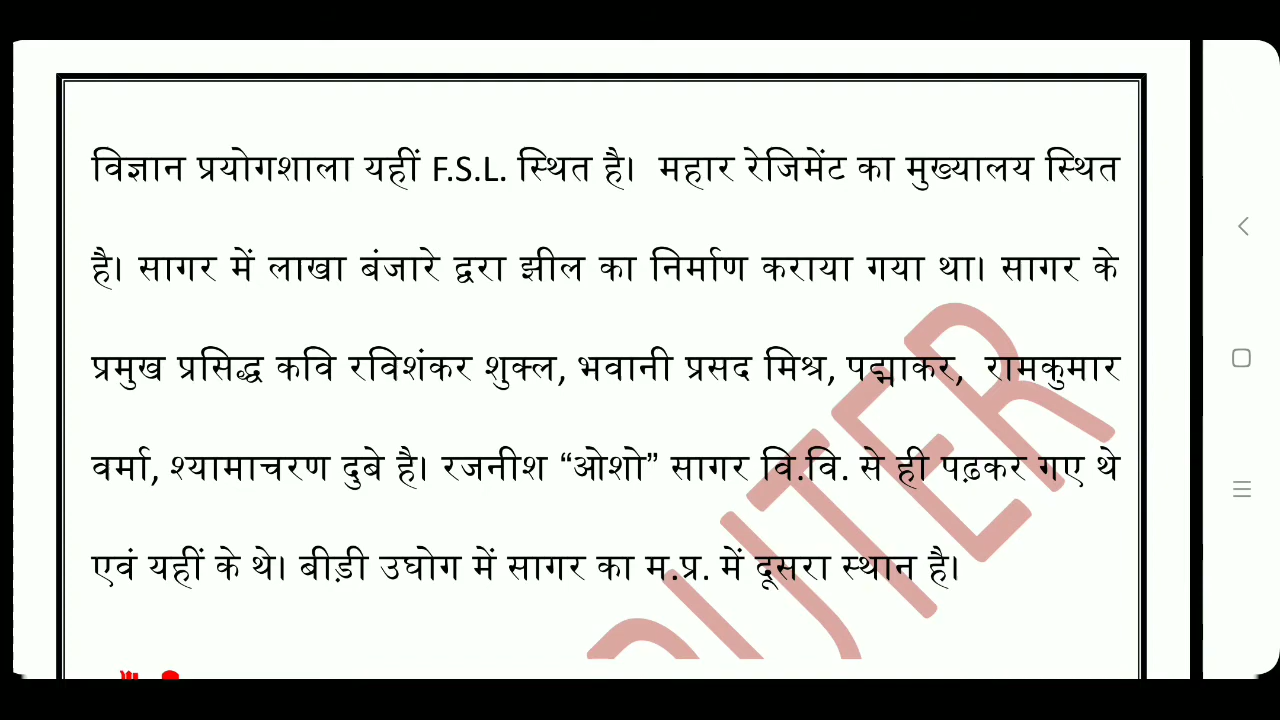 विज्ञान प्रयोगशाला यहीं F.S.L. स्थित है। महार रेजिमेंट का मुख्यालय स्थित
है। सागर में लाखा बंजारे द्वरा झील का निर्माण कराया गया था। सागर के
प्रमुख प्रसिद्ध कवि रविशंकर शुक्ल, भवानी प्रसद मिश्र, पद्माकर, रामकुमार
वर्मा, श्यामाचरण दुबे है। रजनीश “ओशो” सागर वि.वि. से ही पढ़कर गए थे
एवं यहीं के थे। बीड़ी उघोग में सागर का म.प्र. में दूसरा स्थान है।